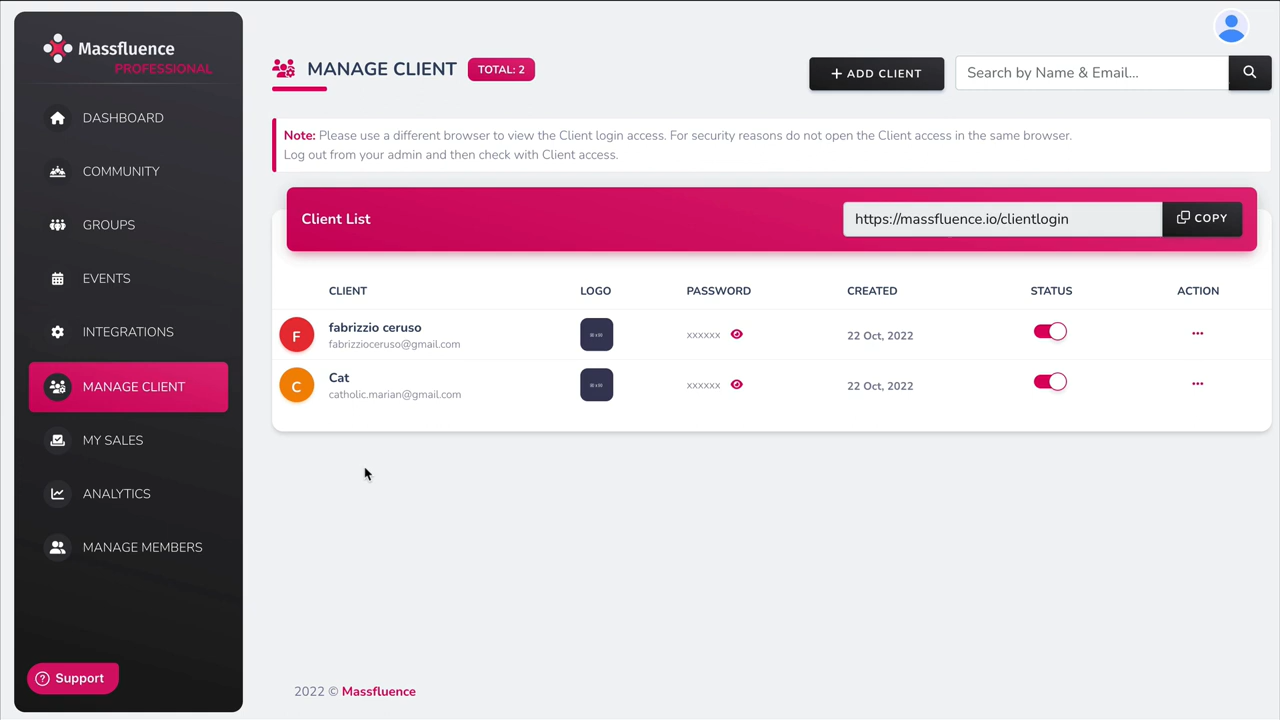 Massfluence
PROFESSIONAL
DASHBOARD
COMMUNITY
GROUPS
EVENTS
INTEGRATIONS
MANAGE CLIENT
MY SALES
ANALYTICS
MANAGE MEMBERS
Support
MANAGE CLIENT
TOTAL: 2
+ ADD CLIENT
Search by Name & Email...
Note: Please use a different browser to view the Client login access. For security reasons do not open the Client access in the same browser.
Log out from your admin and then check with Client access.
Client List
https://massfluence.io/clientlogin
COPY
CLIENT LOGO PASSWORD CREATED STATUS ACTION
F
fabrizzio ceruso
fabrizzioceruso@gmail.com
xxxxxx
22 Oct, 2022
C
Cat
catholic.marian@gmail.com
xxxxxx
22 Oct, 2022
2022 © Massfluence